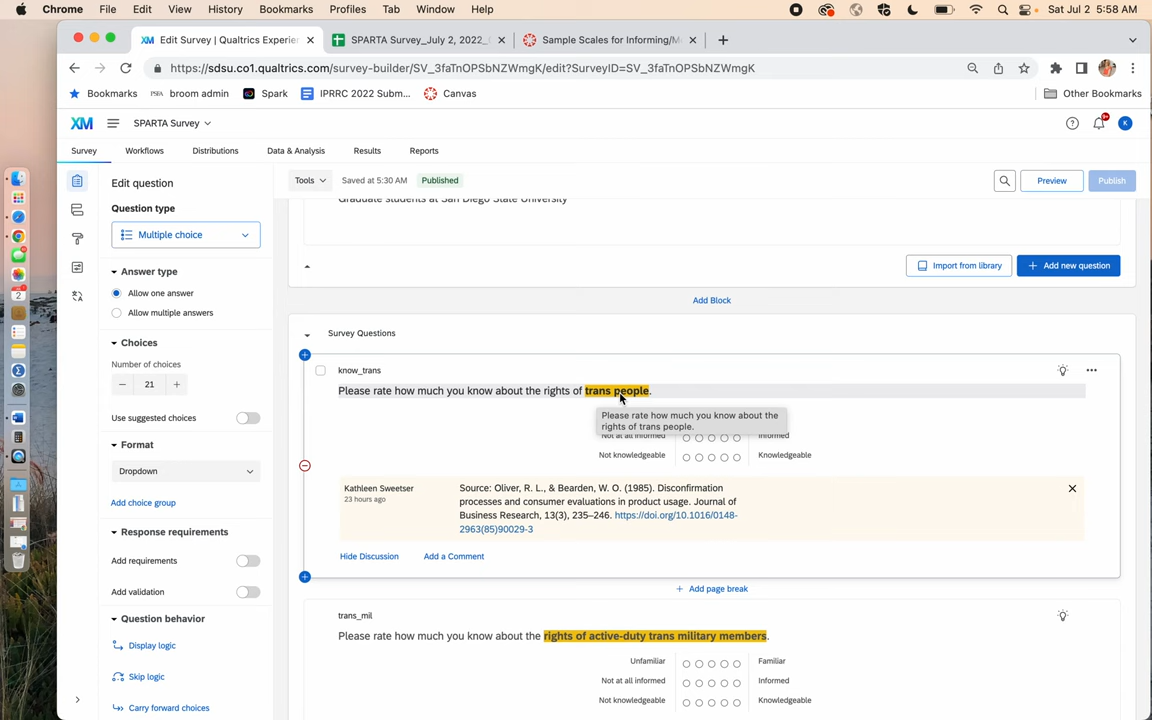 Chrome File Edit View History Bookmarks Profiles Tab Window Help Sat Jul 2 5:58 AM
XM Edit Survey | Qualtrics Experien SPARTA Survey_July 2, 2022_ Sample Scales for Informing/M
https://sdsu.co1.qualtrics.com/survey-builder/SV_3faTnOPSbNZWmgK/edit?SurveyID=SV_3faTnOPSbNZWmgK
Bookmarks broom admin Spark IPRRC 2022 Subm... Canvas Other Bookmarks
XM SPARTA Survey K
Survey Workflows Distributions Data & Analysis Results Reports
Edit question
Tools Saved at 5:30 AM Published Preview Publish
Graduate students at San Diego State University
Question type
Multiple choice
Import from library + Add new question
Answer type
Allow one answer
Allow multiple answers
Add Block
Choices
Number of choices
− 21 +
Use suggested choices
Format
Dropdown
Add choice group
Response requirements
Add requirements
Add validation
Question behavior
Display logic
Skip logic
Carry forward choices
Survey Questions
know_trans
Please rate how much you know about the rights of trans people.
Please rate how much you know about the
rights of trans people.
Not at all informed Informed
Not knowledgeable Knowledgeable
Kathleen Sweetser
23 hours ago
Source: Oliver, R. L., & Bearden, W. O. (1985). Disconfirmation
processes and consumer evaluations in product usage. Journal of
Business Research, 13(3), 235–246. https://doi.org/10.1016/0148-
2963(85)90029-3
Hide Discussion Add a Comment
+ Add page break
trans_mil
Please rate how much you know about the rights of active-duty trans military members.
Unfamiliar Familiar
Not at all informed Informed
Not knowledgeable Knowledgeable